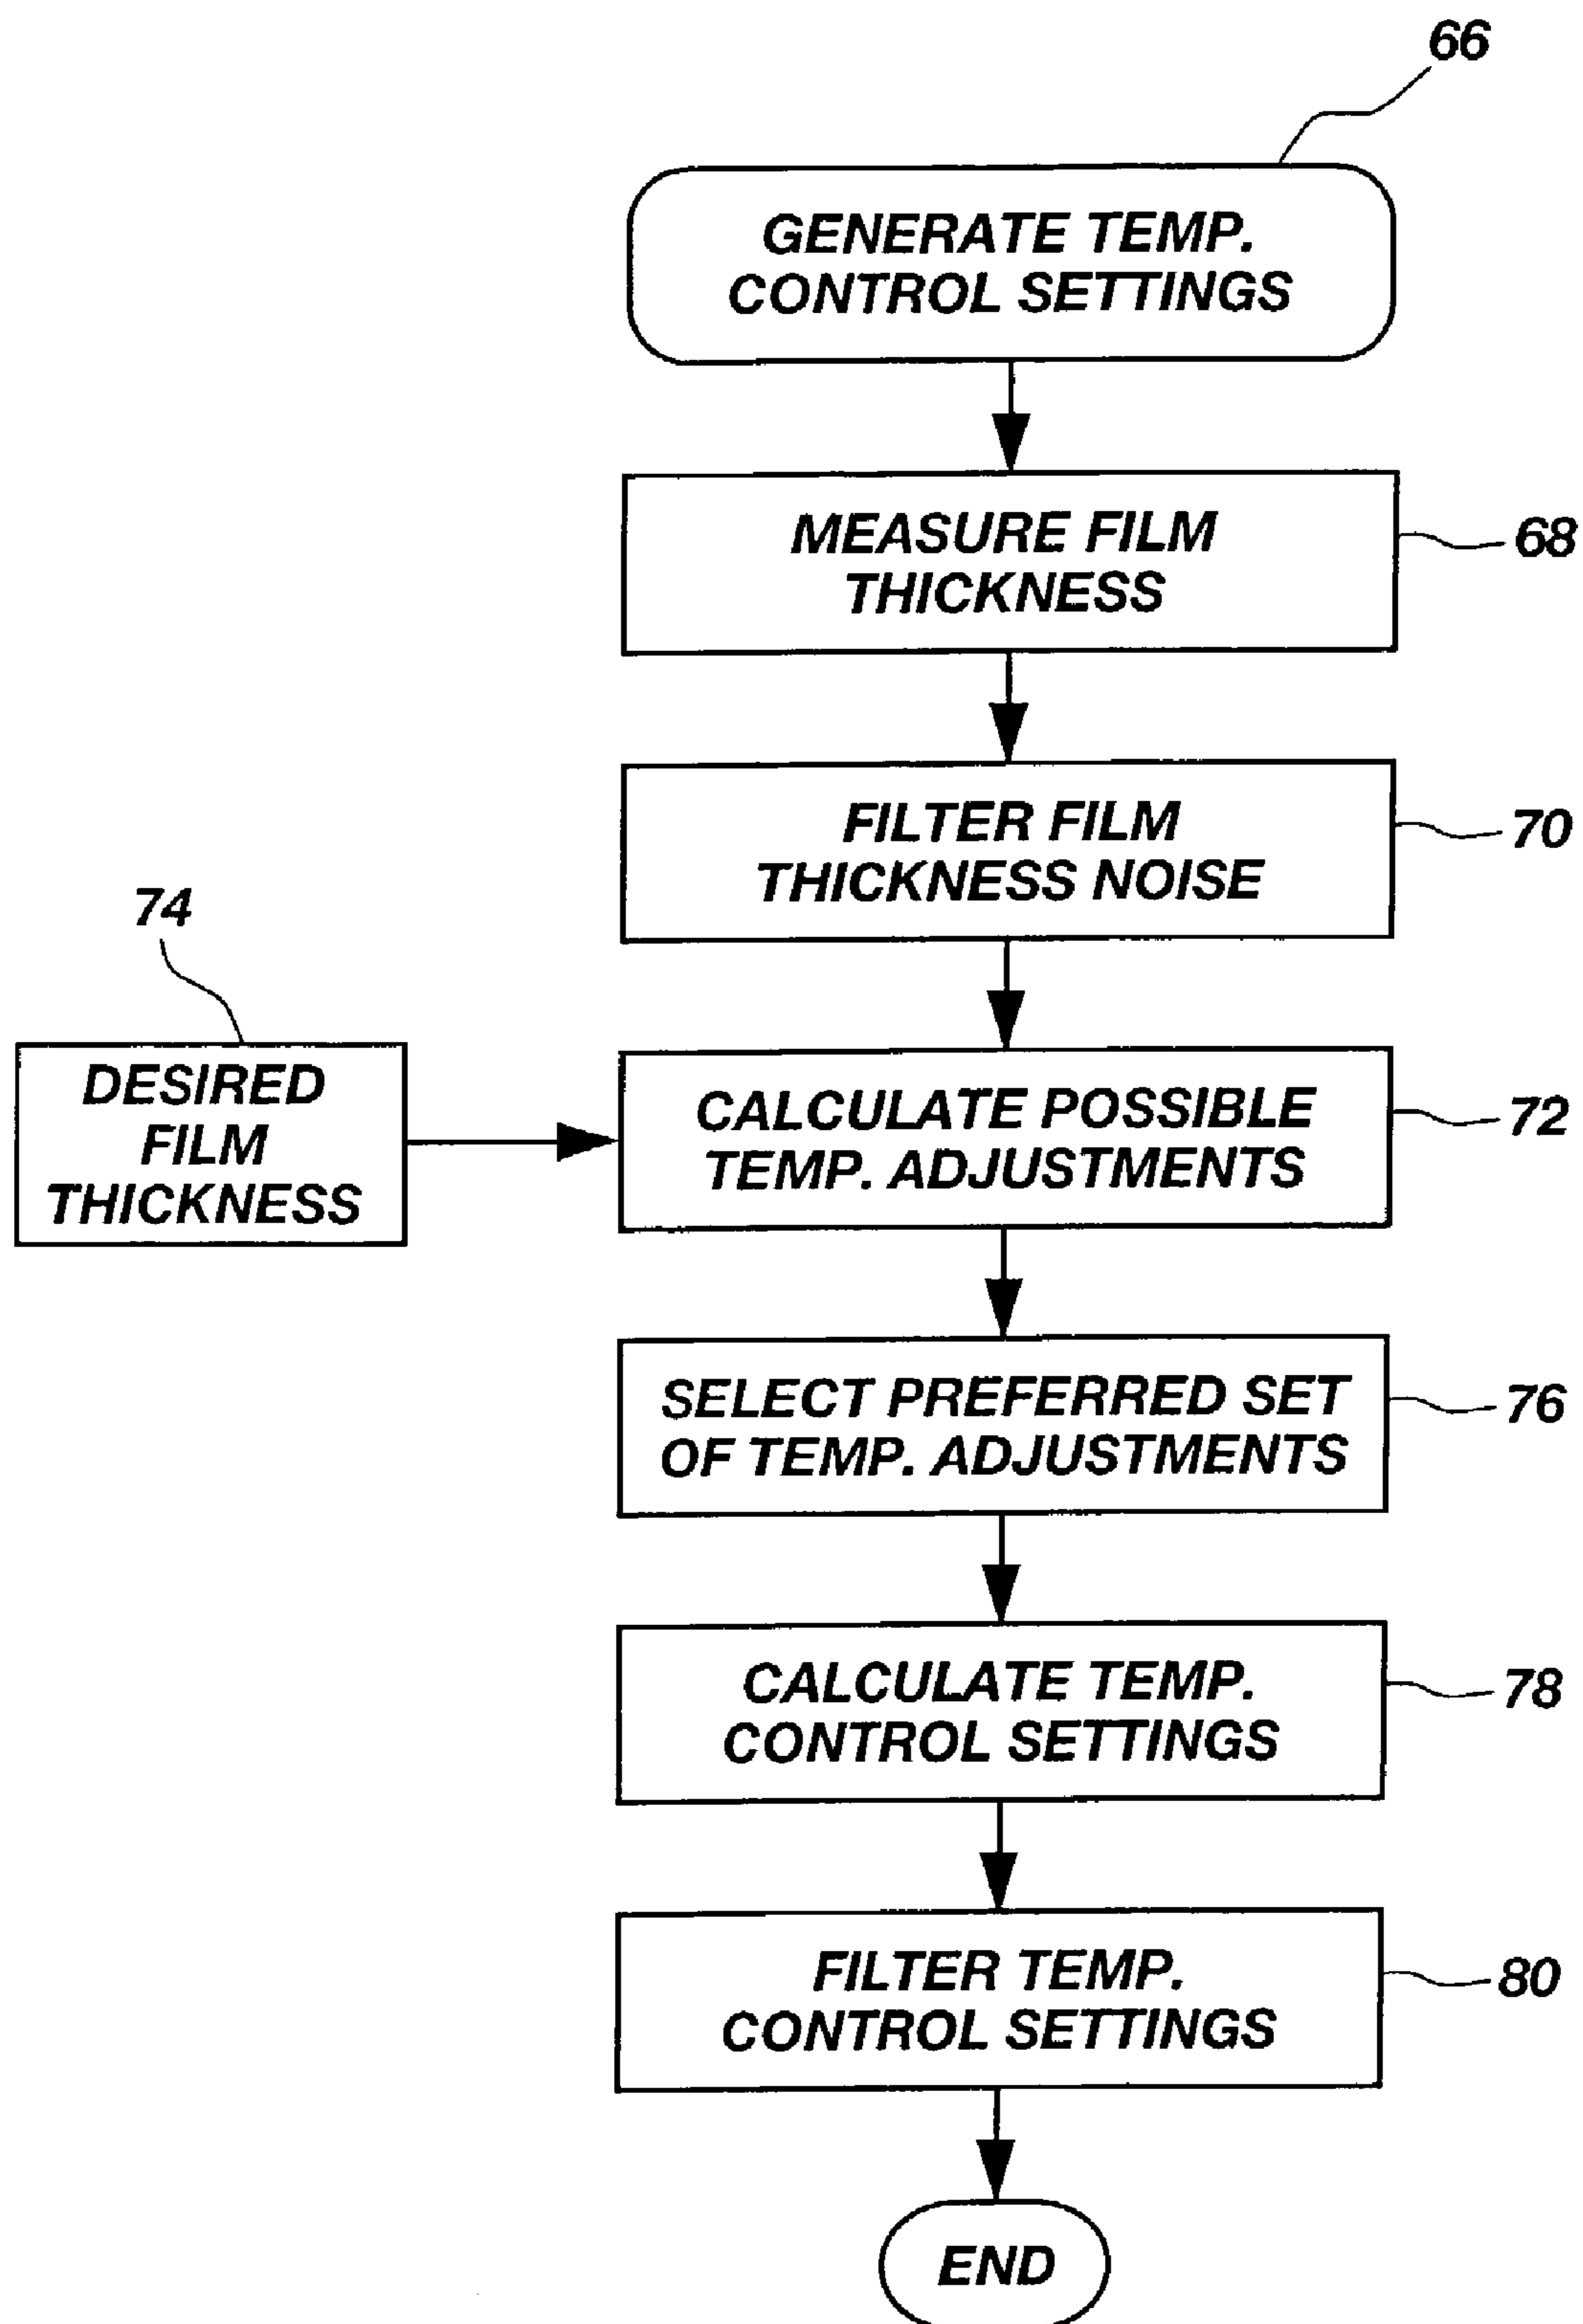 66
GENERATE TEMP.
CONTROL SETTINGS
MEASURE FILM
THICKNESS
68
FILTER FILM
THICKNESS NOISE
70
74
DESIRED
FILM
THICKNESS
CALCULATE POSSIBLE
TEMP. ADJUSTMENTS
72
SELECT PREFERRED SET
OF TEMP. ADJUSTMENTS
76
CALCULATE TEMP.
CONTROL SETTINGS
78
FILTER TEMP.
CONTROL SETTINGS
80
END